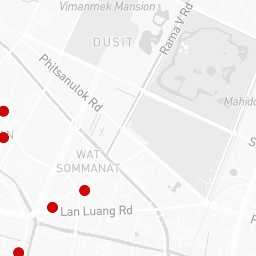 Vimanmek Mansion
DUSIT
Rama V Rd
Phitsanulok Rd
Mahido
WAT
SOMMANAT
Lan Luang Rd